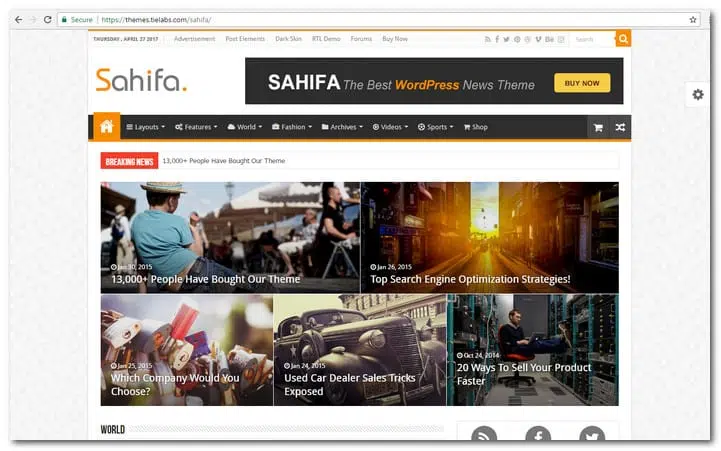 Secure https://themes.tielabs.com/sahifa/
THURSDAY , APRIL 27 2017 Advertisement Post Elements Dark Skin RTL Demo Forums Buy Now Search
Sahifa.
SAHIFA The Best WordPress News Theme BUY NOW
Layouts Features World Fashion Archives Videos Sports Shop
BREAKING NEWS 13,000+ People Have Bought Our Theme
Jan 30, 2015
13,000+ People Have Bought Our Theme
Jan 26, 2015
Top Search Engine Optimization Strategies!
Jan 25, 2015
Which Company Would You
Choose?
Jan 24, 2015
Used Car Dealer Sales Tricks
Exposed
Oct 24, 2014
20 Ways To Sell Your Product
Faster
WORLD